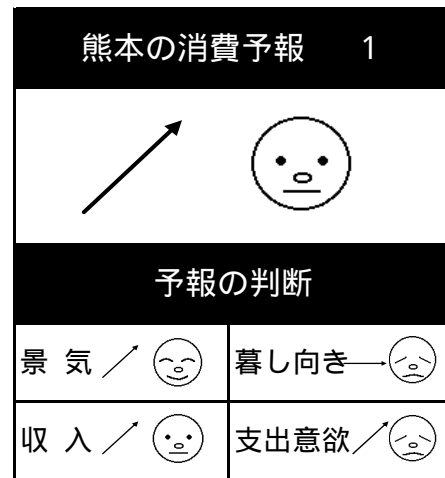 熊本の消費予報 1
予報の判断
景 気
暮し向き
収 入
支出意欲